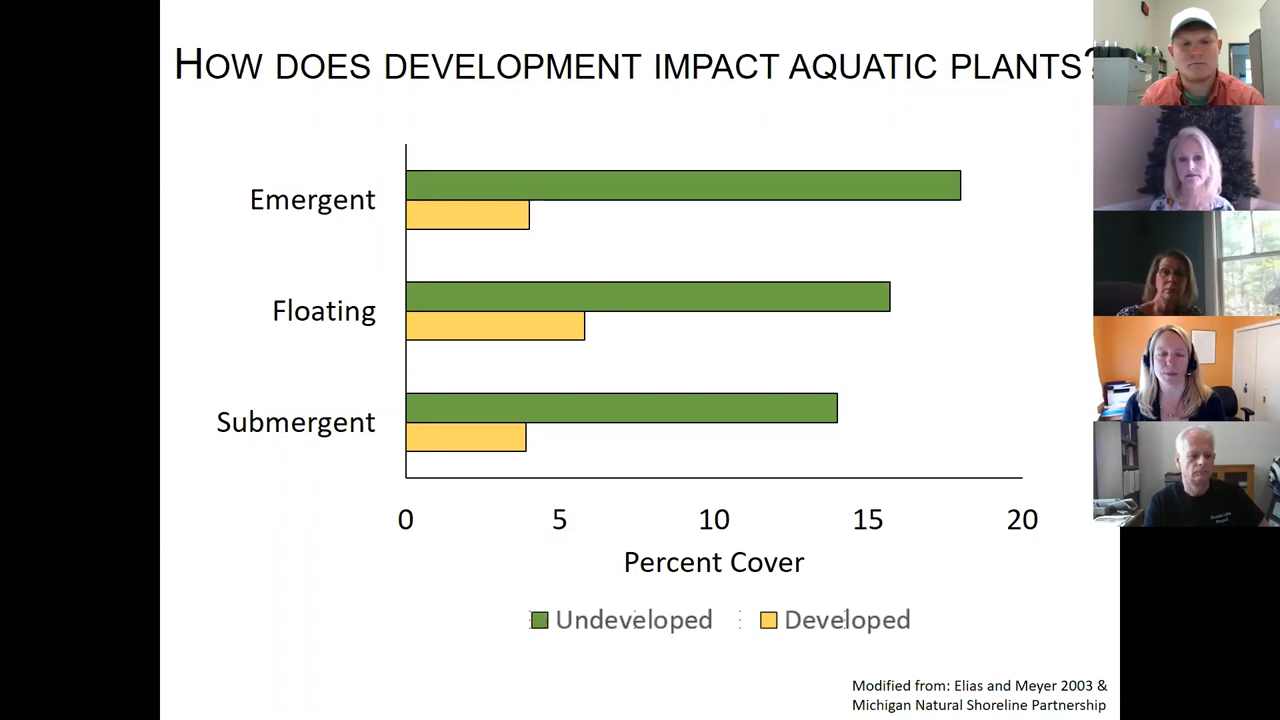 HOW DOES DEVELOPMENT IMPACT AQUATIC PLANTS?
Emergent
Floating
Submergent
0 5 10 15 20
Percent Cover
Undeveloped Developed
Modified from: Elias and Meyer 2003 &
Michigan Natural Shoreline Partnership